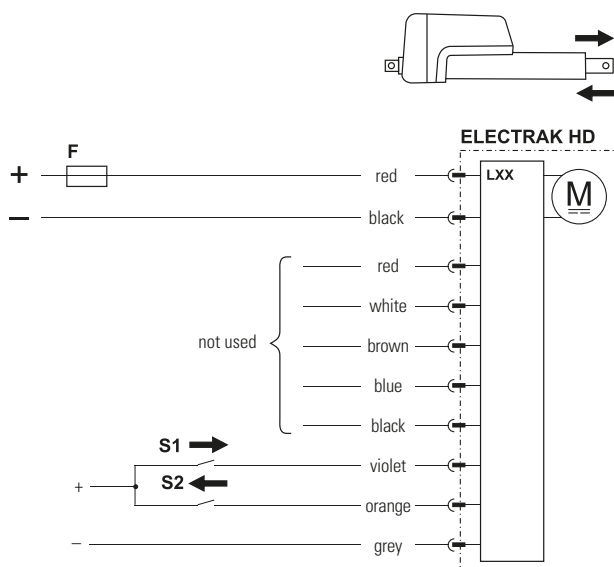 ELECTRAK HD
F
+ red LXX
M
− black
red
white
not used brown
blue
black
S1 violet
+ S2
orange
− grey